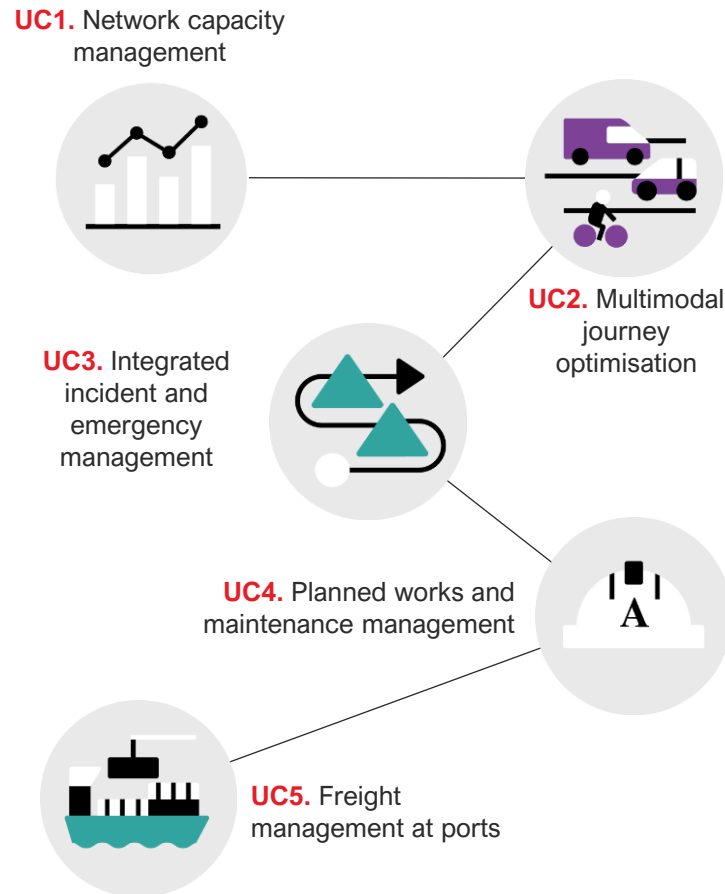 UC1. Network capacity
management
UC2. Multimodal
journey
optimisation
UC3. Integrated
incident and
emergency
management
UC4. Planned works and
maintenance management
A
UC5. Freight
management at ports